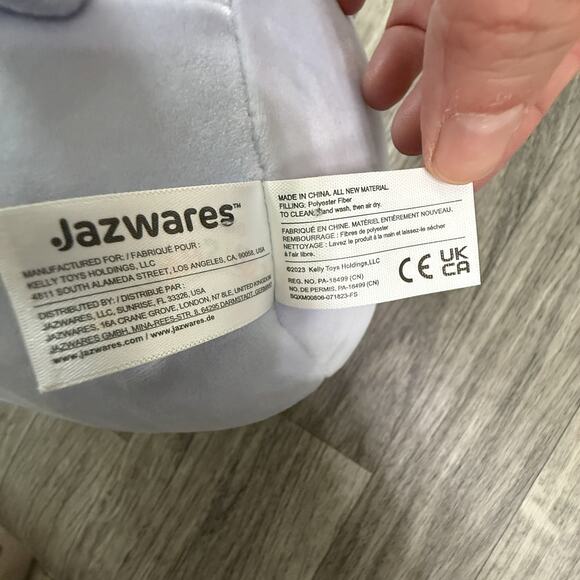 Jazwares™
MANUFACTURED FOR: / FABRIQUÉ POUR :
KELLY TOYS HOLDINGS, LLC
4811 SOUTH ALAMEDA STREET, LOS ANGELES, CA, 90058, USA
DISTRIBUTED BY: / DISTRIBUÉ PAR :
JAZWARES, LLC, SUNRISE, FL 33326, USA
JAZWARES, 16A CRANE GROVE, LONDON, N7 8LE, UNITED KINGDOM
JAZWARES GMBH, MINA-REES-STR. 8, 64295 DARMSTADT, GERMANY
www.jazwares.com / www.jazwares.de
MADE IN CHINA. ALL NEW MATERIAL.
FILLING: Polyester Fiber
TO CLEAN: Hand wash, then air dry.
FABRIQUÉ EN CHINE. MATÉRIEL ENTIÈREMENT NOUVEAU.
REMBOURRAGE : Fibres de polyester
NETTOYAGE : Lavez le produit à la main et laissez-le sécher
à l'air libre.
©2023 Kelly Toys Holdings, LLC
REG. NO. PA-18499 (CN)
NO. DE PERMIS. PA-18499 (CN)
SQXM00806-071823-FS
CE UK
CA